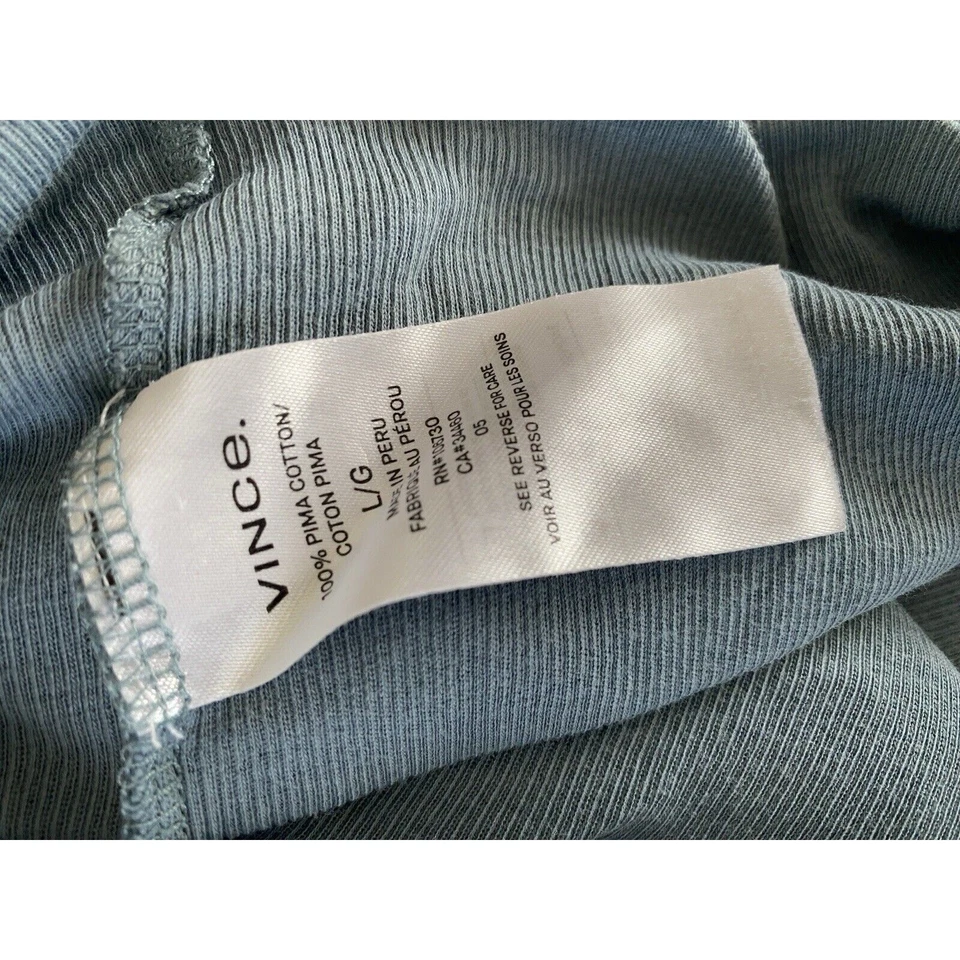 VINCE.
100% PIMA COTTON/
COTON PIMA
L/G
MADE IN PERU
FABRIQUÉ AU PÉROU
RN#106730
CA#34460
05
SEE REVERSE FOR CARE
VOIR AU VERSO POUR LES SOINS